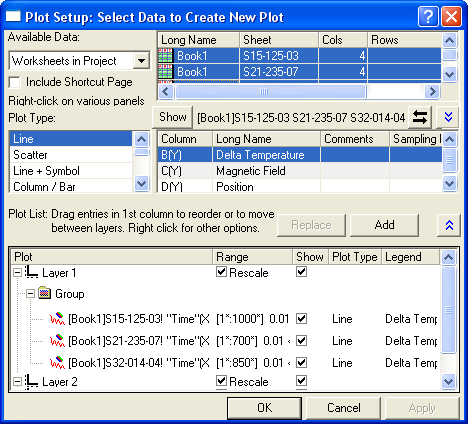 Plot Setup: Select Data to Create New Plot
Available Data:
Worksheets in Project
Include Shortcut Page
Right-click on various panels
Long Name Sheet Cols Rows
Book1 S15-125-03 4
Book1 S21-235-07 4
Plot Type:
Show [Book1]S15-125-03 S21-235-07 S32-014-04
Line
Scatter
Line + Symbol
Column / Bar
Column Long Name Comments Sampling I
B(Y) Delta Temperature
C(Y) Magnetic Field
D(Y) Position
Plot List: Drag entries in 1st column to reorder or to move
between layers. Right click for other options.
Replace Add
Plot Range Show Plot Type Legend
Layer 1 Rescale
Group
[Book1]S15-125-03! "Time"(X [1*:1000*] 0.01 Line Delta Temp
[Book1]S21-235-07! "Time"(X [1*:700*] 0.01 < Line Delta Temp
[Book1]S32-014-04! "Time"(X [1*:850*] 0.01 < Line Delta Temp
Layer 2 Rescale
OK Cancel Apply